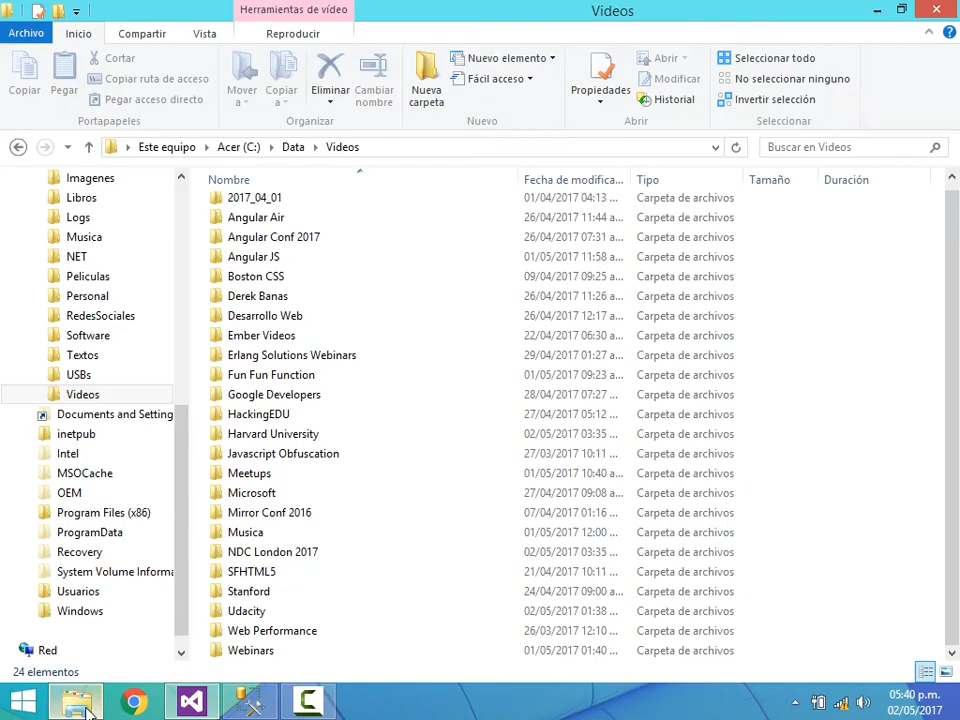 Herramientas de vídeo
Videos
Archivo Inicio Compartir Vista Reproducir
Copiar
Pegar
Cortar
Copiar ruta de acceso
Pegar acceso directo
Portapapeles
Mover a
Copiar a
Eliminar
Cambiar nombre
Organizar
Nueva carpeta
Nuevo elemento
Fácil acceso
Nuevo
Propiedades
Abrir
Modificar
Historial
Abrir
Seleccionar todo
No seleccionar ninguno
Invertir selección
Seleccionar
Este equipo Acer (C:) Data Videos
Buscar en Videos
Imagenes
Libros
Logs
Musica
NET
Peliculas
Personal
RedesSociales
Software
Textos
USBs
Videos
Documents and Setting
inetpub
Intel
MSOCache
OEM
Program Files (x86)
ProgramData
Recovery
System Volume Informa
Usuarios
Windows
Red
Nombre Fecha de modifica... Tipo Tamaño Duración
2017_04_01 01/04/2017 04:13 ... Carpeta de archivos
Angular Air 26/04/2017 11:44 a... Carpeta de archivos
Angular Conf 2017 26/04/2017 07:31 a... Carpeta de archivos
Angular JS 01/05/2017 11:58 a... Carpeta de archivos
Boston CSS 09/04/2017 09:25 a... Carpeta de archivos
Derek Banas 26/04/2017 11:26 a... Carpeta de archivos
Desarrollo Web 26/04/2017 12:17 a... Carpeta de archivos
Ember Videos 22/04/2017 06:30 a... Carpeta de archivos
Erlang Solutions Webinars 29/04/2017 01:27 a... Carpeta de archivos
Fun Fun Function 01/05/2017 09:23 a... Carpeta de archivos
Google Developers 28/04/2017 07:27 ... Carpeta de archivos
HackingEDU 27/04/2017 05:12 ... Carpeta de archivos
Harvard University 02/05/2017 03:35 ... Carpeta de archivos
Javascript Obfuscation 27/03/2017 10:11 ... Carpeta de archivos
Meetups 01/05/2017 10:40 a... Carpeta de archivos
Microsoft 27/04/2017 09:08 a... Carpeta de archivos
Mirror Conf 2016 07/04/2017 01:16 ... Carpeta de archivos
Musica 01/05/2017 12:00 ... Carpeta de archivos
NDC London 2017 02/05/2017 03:35 ... Carpeta de archivos
SFHTML5 21/04/2017 10:11 ... Carpeta de archivos
Stanford 24/04/2017 09:00 a... Carpeta de archivos
Udacity 02/05/2017 01:38 ... Carpeta de archivos
Web Performance 26/03/2017 12:10 ... Carpeta de archivos
Webinars 01/05/2017 01:40 ... Carpeta de archivos
24 elementos
05:40 p.m.
02/05/2017